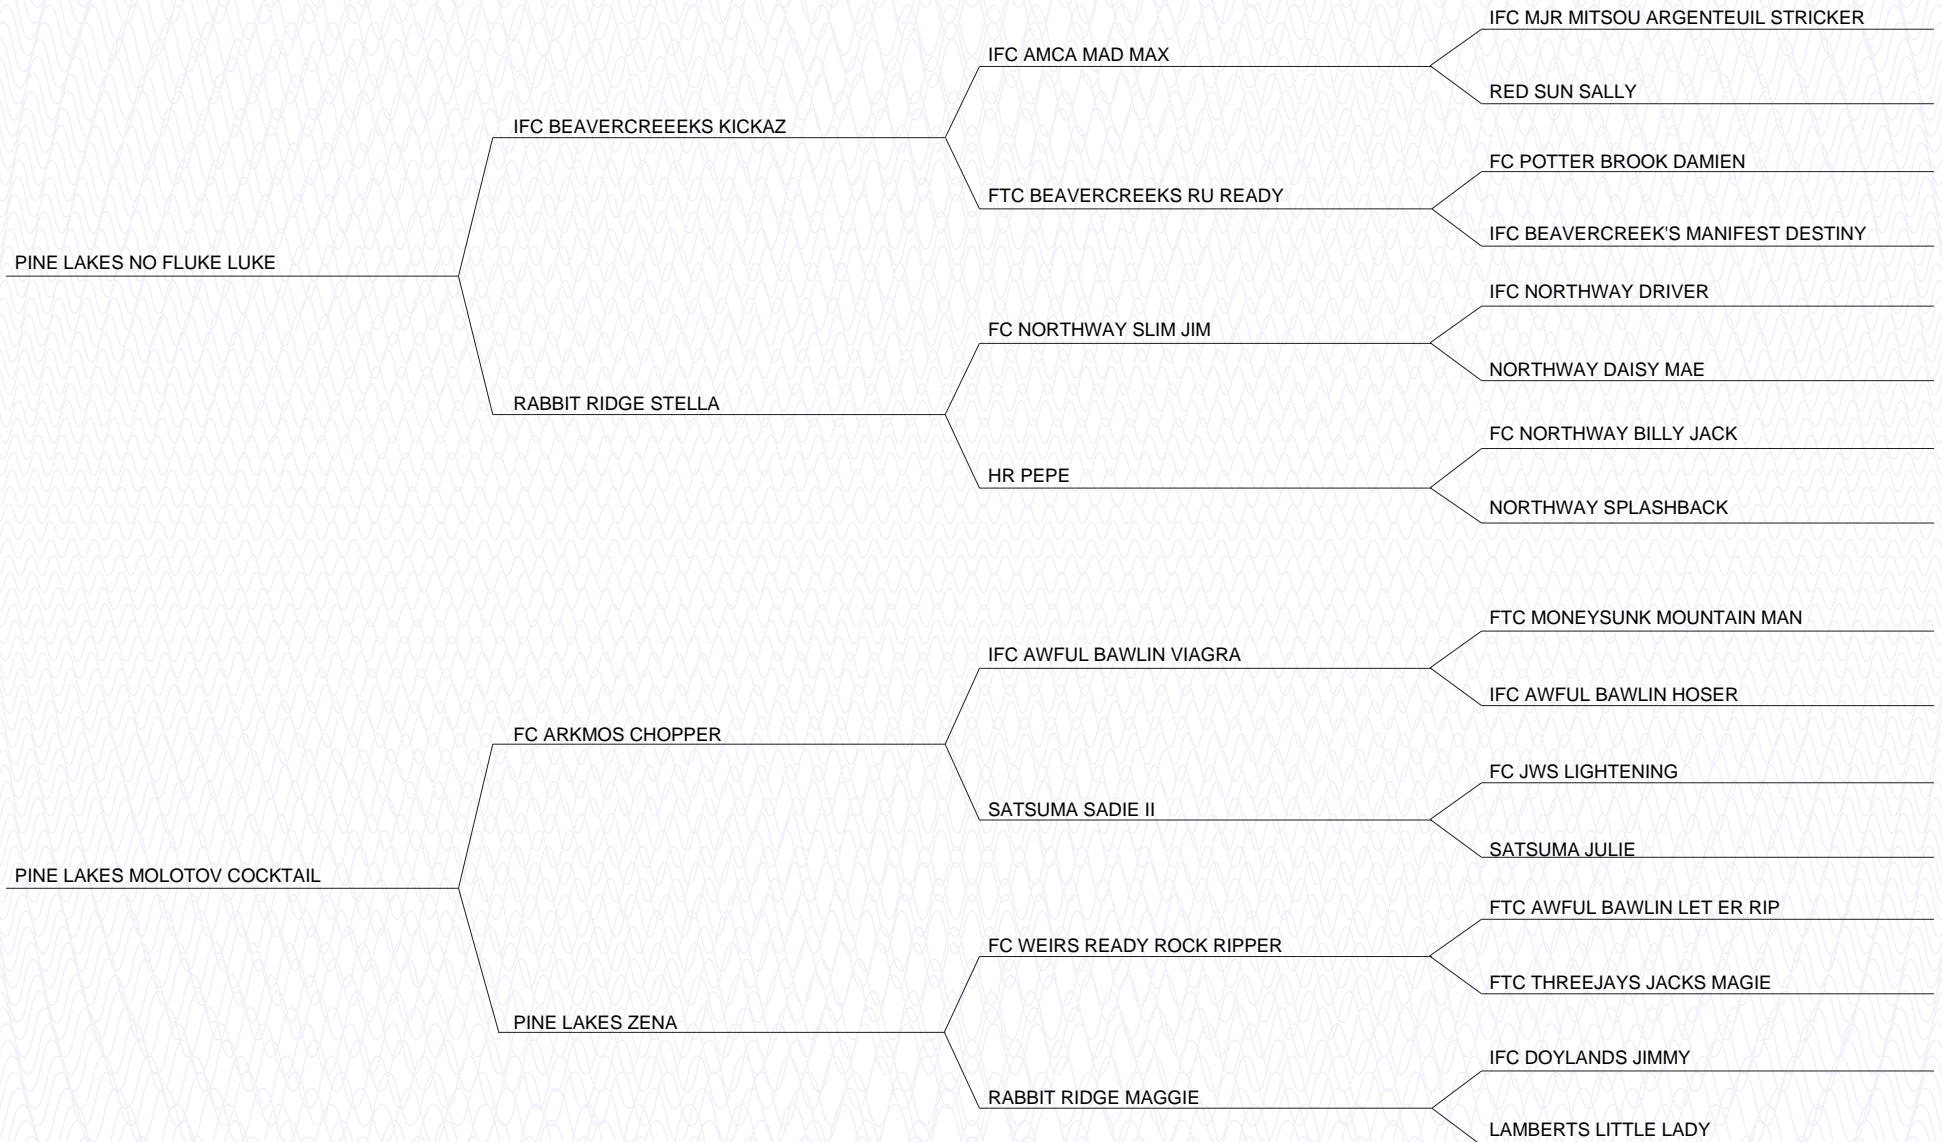 IFC MJR MITSOU ARGENTEUIL STRICKER
IFC AMCA MAD MAX
RED SUN SALLY
IFC BEAVERCREEEKS KICKAZ
FC POTTER BROOK DAMIEN
FTC BEAVERCREEKS RU READY
IFC BEAVERCREEK'S MANIFEST DESTINY
PINE LAKES NO FLUKE LUKE
IFC NORTHWAY DRIVER
FC NORTHWAY SLIM JIM
NORTHWAY DAISY MAE
RABBIT RIDGE STELLA
FC NORTHWAY BILLY JACK
HR PEPE
NORTHWAY SPLASHBACK
FTC MONEYSUNK MOUNTAIN MAN
IFC AWFUL BAWLIN VIAGRA
IFC AWFUL BAWLIN HOSER
FC ARKMOS CHOPPER
FC JWS LIGHTENING
SATSUMA SADIE II
SATSUMA JULIE
PINE LAKES MOLOTOV COCKTAIL
FTC AWFUL BAWLIN LET ER RIP
FC WEIRS READY ROCK RIPPER
FTC THREEJAYS JACKS MAGIE
PINE LAKES ZENA
IFC DOYLANDS JIMMY
RABBIT RIDGE MAGGIE
LAMBERTS LITTLE LADY